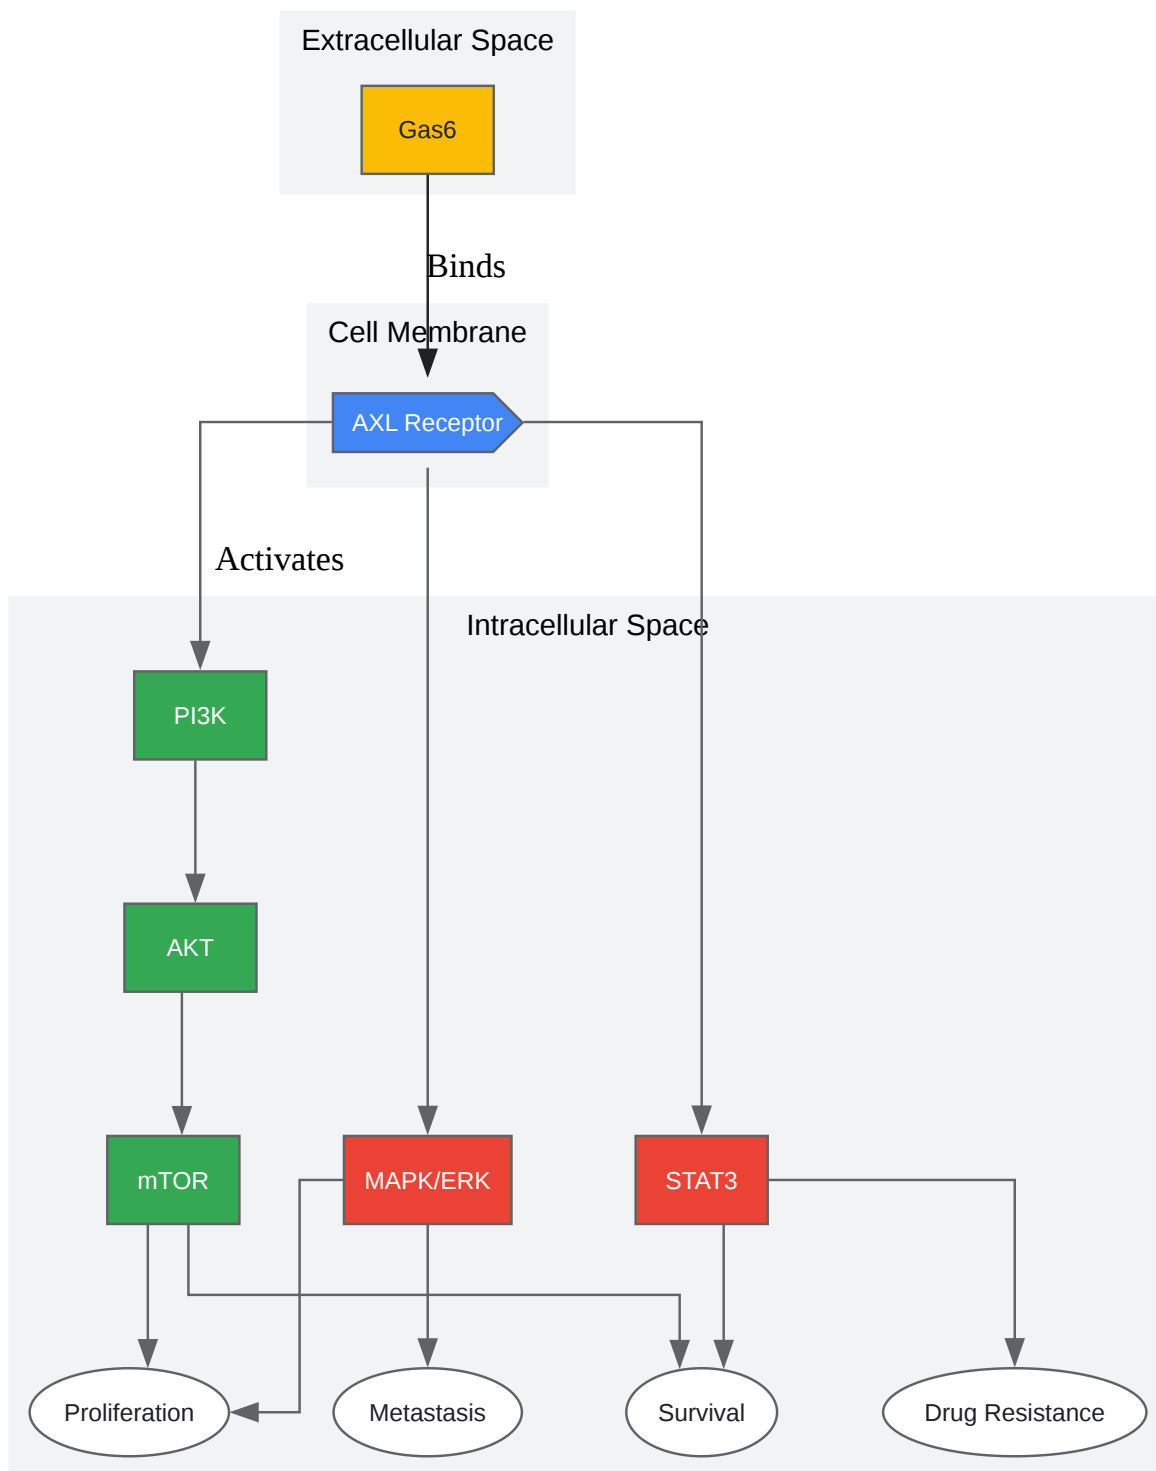 Extracellular Space
Gas6
Binds
Cell Membrane
AXL Receptor
Activates
Intracellular Space
PI3K
AKT
mTOR
MAPK/ERK
STAT3
Proliferation
Metastasis
Survival
Drug Resistance